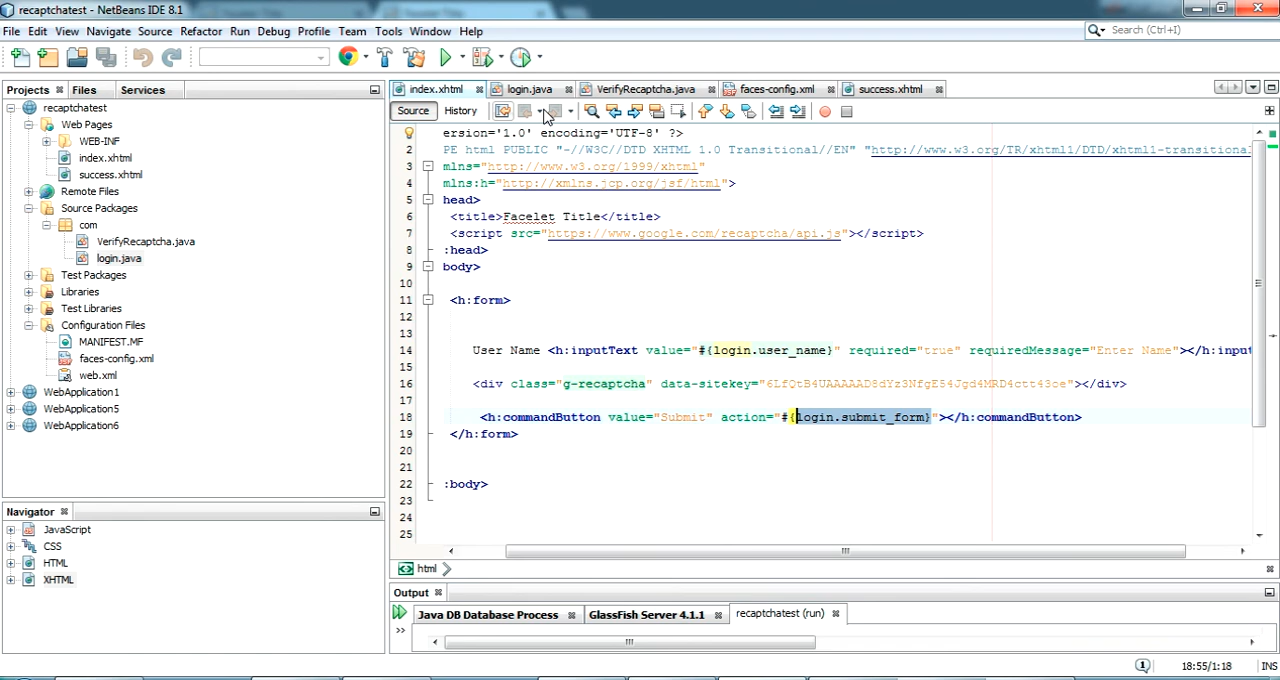 recaptchatest - NetBeans IDE 8.1
File Edit View Navigate Source Refactor Run Debug Profile Team Tools Window Help
Search (Ctrl+I)
Projects Files Services
recaptchatest
Web Pages
WEB-INF
index.xhtml
success.xhtml
Remote Files
Source Packages
com
VerifyRecaptcha.java
login.java
Test Packages
Libraries
Test Libraries
Configuration Files
MANIFEST.MF
faces-config.xml
web.xml
WebApplication1
WebApplication5
WebApplication6
Navigator
JavaScript
CSS
HTML
XHTML
index.xhtml login.java VerifyRecaptcha.java faces-config.xml success.xhtml
Source History
ersion='1.0' encoding='UTF-8' ?>
2 PE html PUBLIC "-//W3C//DTD XHTML 1.0 Transitional//EN" "http://www.w3.org/TR/xhtml1/DTD/xhtml1-transitional
3 mlns="http://www.w3.org/1999/xhtml"
4 mlns:h="http://xmlns.jcp.org/jsf/html">
5 head>
6 <title>Facelet Title</title>
7 <script src="https://www.google.com/recaptcha/api.js"></script>
8 :head>
9 body>
10
11 <h:form>
12
13
14 User Name <h:inputText value="#{login.user_name}" required="true" requiredMessage="Enter Name"></h:input
15
16 <div class="g-recaptcha" data-sitekey="6LfQtB4UAAAAAD8dYz3NfgE54Jgd4MRD4ctt43ce"></div>
17
18 <h:commandButton value="Submit" action="#{login.submit_form}"></h:commandButton>
19 </h:form>
20
21
22 :body>
23
24
25
html
Output
Java DB Database Process GlassFish Server 4.1.1 recaptchatest (run)
1 18:55/1:18 INS